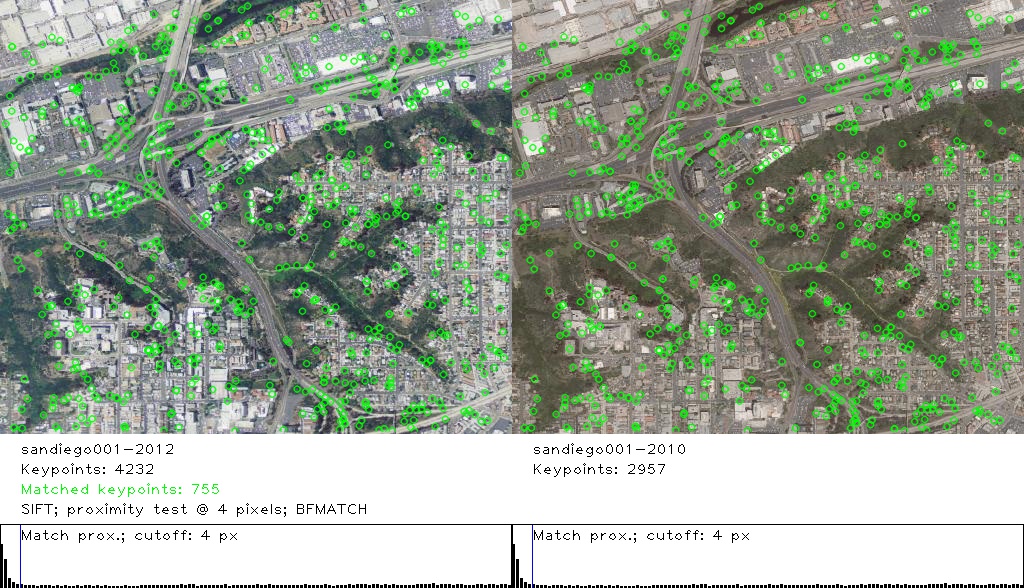 sandiego001-2012
Keypoints: 4232
Matched keypoints: 755
SIFT; proximity test @ 4 pixels; BFMATCH
sandiego001-2010
Keypoints: 2957
Match prox.; cutoff: 4 px
Match prox.; cutoff: 4 px